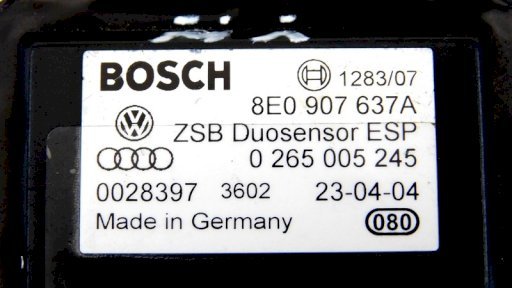 BOSCH 1283/07
8E0 907 637A
ZSB Duosensor ESP
0 265 005 245
0028397 3602 23-04-04
Made in Germany 080